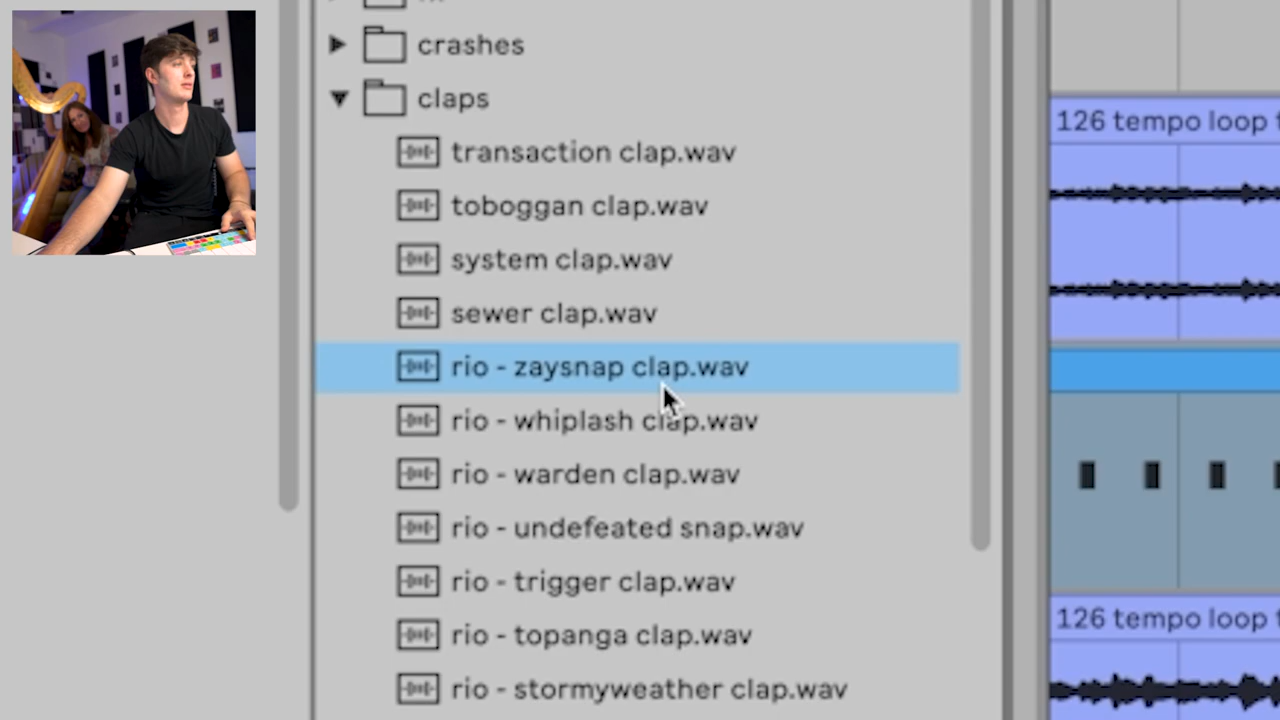 crashes
claps
transaction clap.wav
toboggan clap.wav
system clap.wav
sewer clap.wav
rio - zaysnap clap.wav
rio - whiplash clap.wav
rio - warden clap.wav
rio - undefeated snap.wav
rio - trigger clap.wav
rio - topanga clap.wav
rio - stormyweather clap.wav
126 tempo loop
126 tempo loop